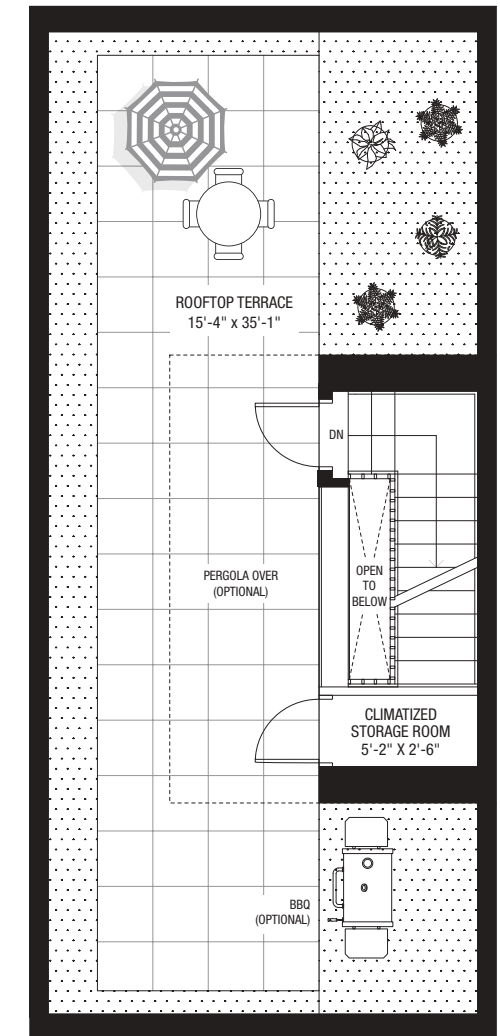 ROOFTOP TERRACE
15'-4" x 35'-1"
DN
PERGOLA OVER
(OPTIONAL)
OPEN
TO
BELOW
CLIMATIZED
STORAGE ROOM
5'-2" X 2'-6"
BBQ
(OPTIONAL)